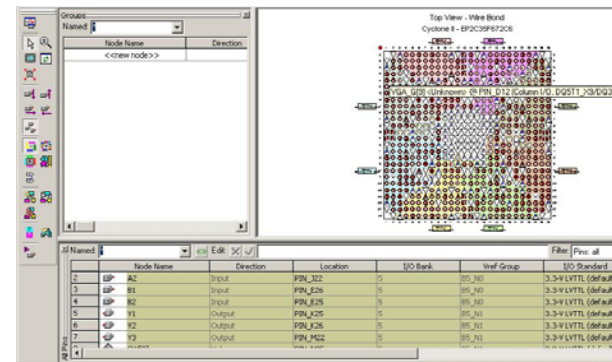 Groups
Named:
Node Name Direction
<<new node>>
Top View - Wire Bond
Cyclone II - EP2C35F672C6
VGA_G[9] <Unknown> @ PIN_D12 (Column I/O, DQS1T_)X9/DQ3
Named: Edit: Filter: Pins: all
Node Name Direction Location I/O Bank Vref Group I/O Standard
2 A2 Input PIN_J22 5 B5_N0 3.3-V LVTTL (default
3 B1 Input PIN_E26 5 B5_N0 3.3-V LVTTL (default
4 B2 Input PIN_E25 5 B5_N0 3.3-V LVTTL (default
5 Y1 Output PIN_K25 5 B5_N1 3.3-V LVTTL (default
6 Y2 Output PIN_K26 5 B5_N1 3.3-V LVTTL (default
7 Y3 Output PIN_M22 5 B5_N1 3.3-V LVTTL (default
All Pins